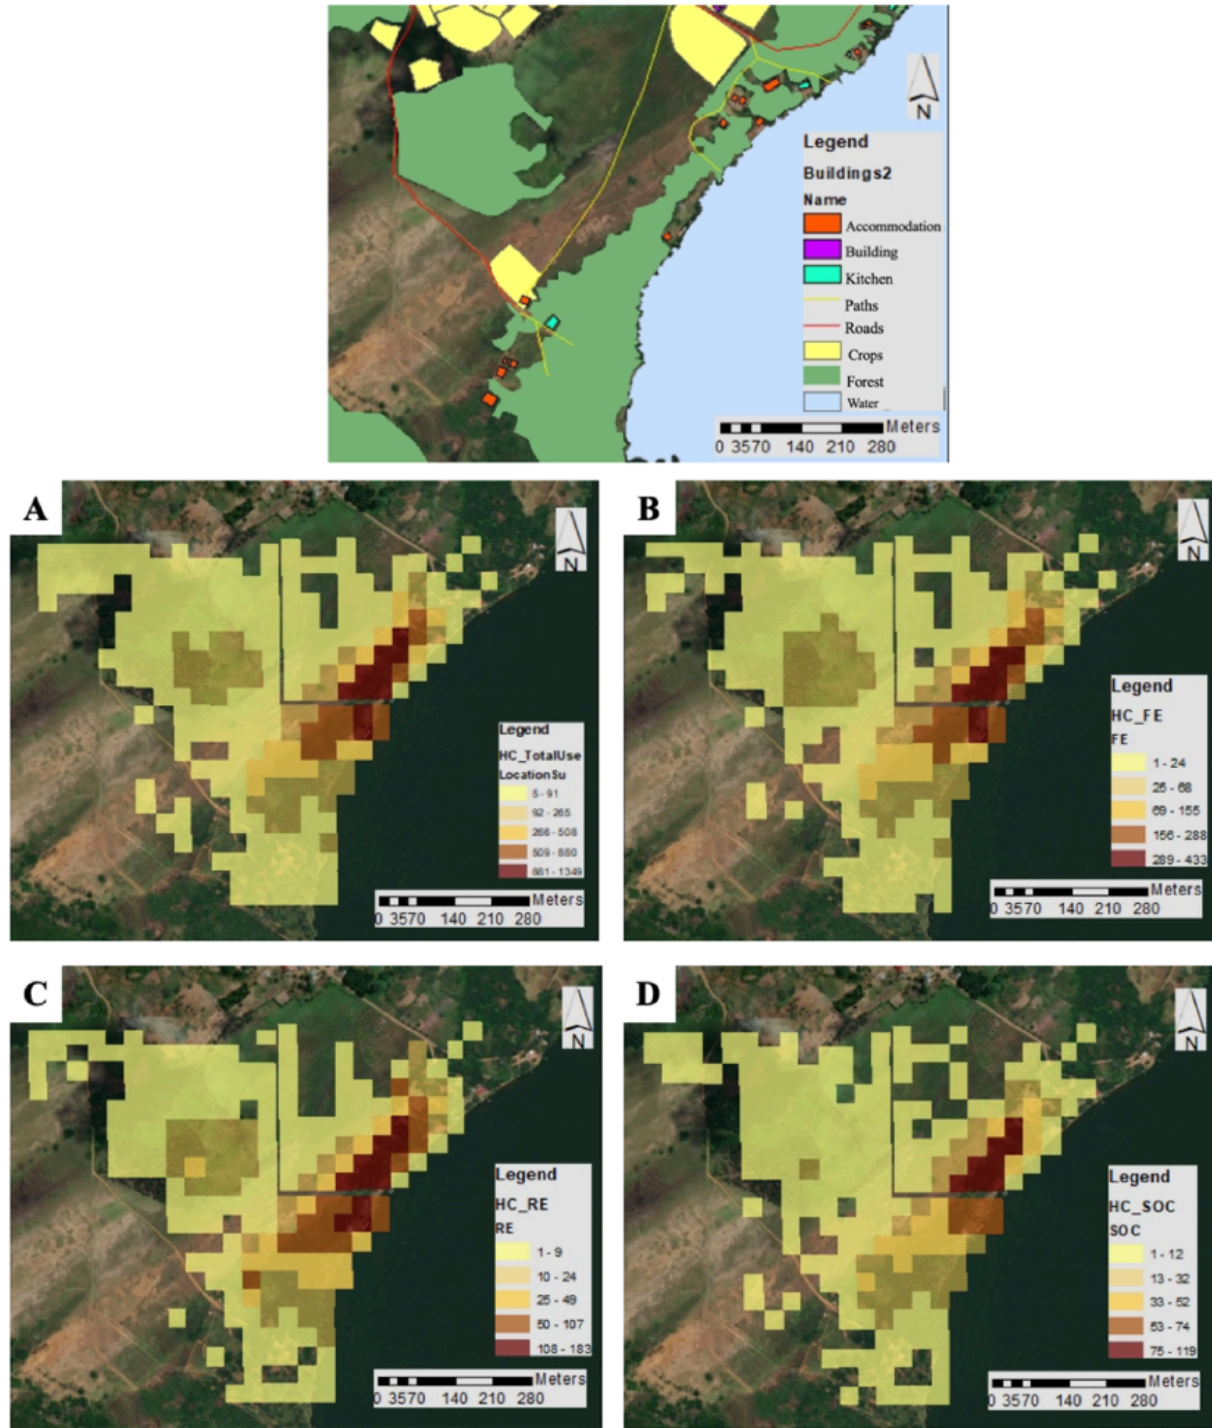 N
Legend
Buildings2
Name
Accommodation
Building
Kitchen
Paths
Roads
Crops
Forest
Water
Meters
0 3570 140 210 280
A
N
Legend
HC_TotalUse
LocationSu
5 - 91
92 - 265
266 - 508
509 - 880
881 - 1349
Meters
0 3570 140 210 280
B
N
Legend
HC_FE
FE
1 - 24
25 - 68
69 - 155
156 - 288
289 - 433
Meters
0 3570 140 210 280
C
N
Legend
HC_RE
RE
1 - 9
10 - 24
25 - 49
50 - 107
108 - 183
Meters
0 3570 140 210 280
D
N
Legend
HC_SOC
SOC
1 - 12
13 - 32
33 - 52
53 - 74
75 - 119
Meters
0 3570 140 210 280